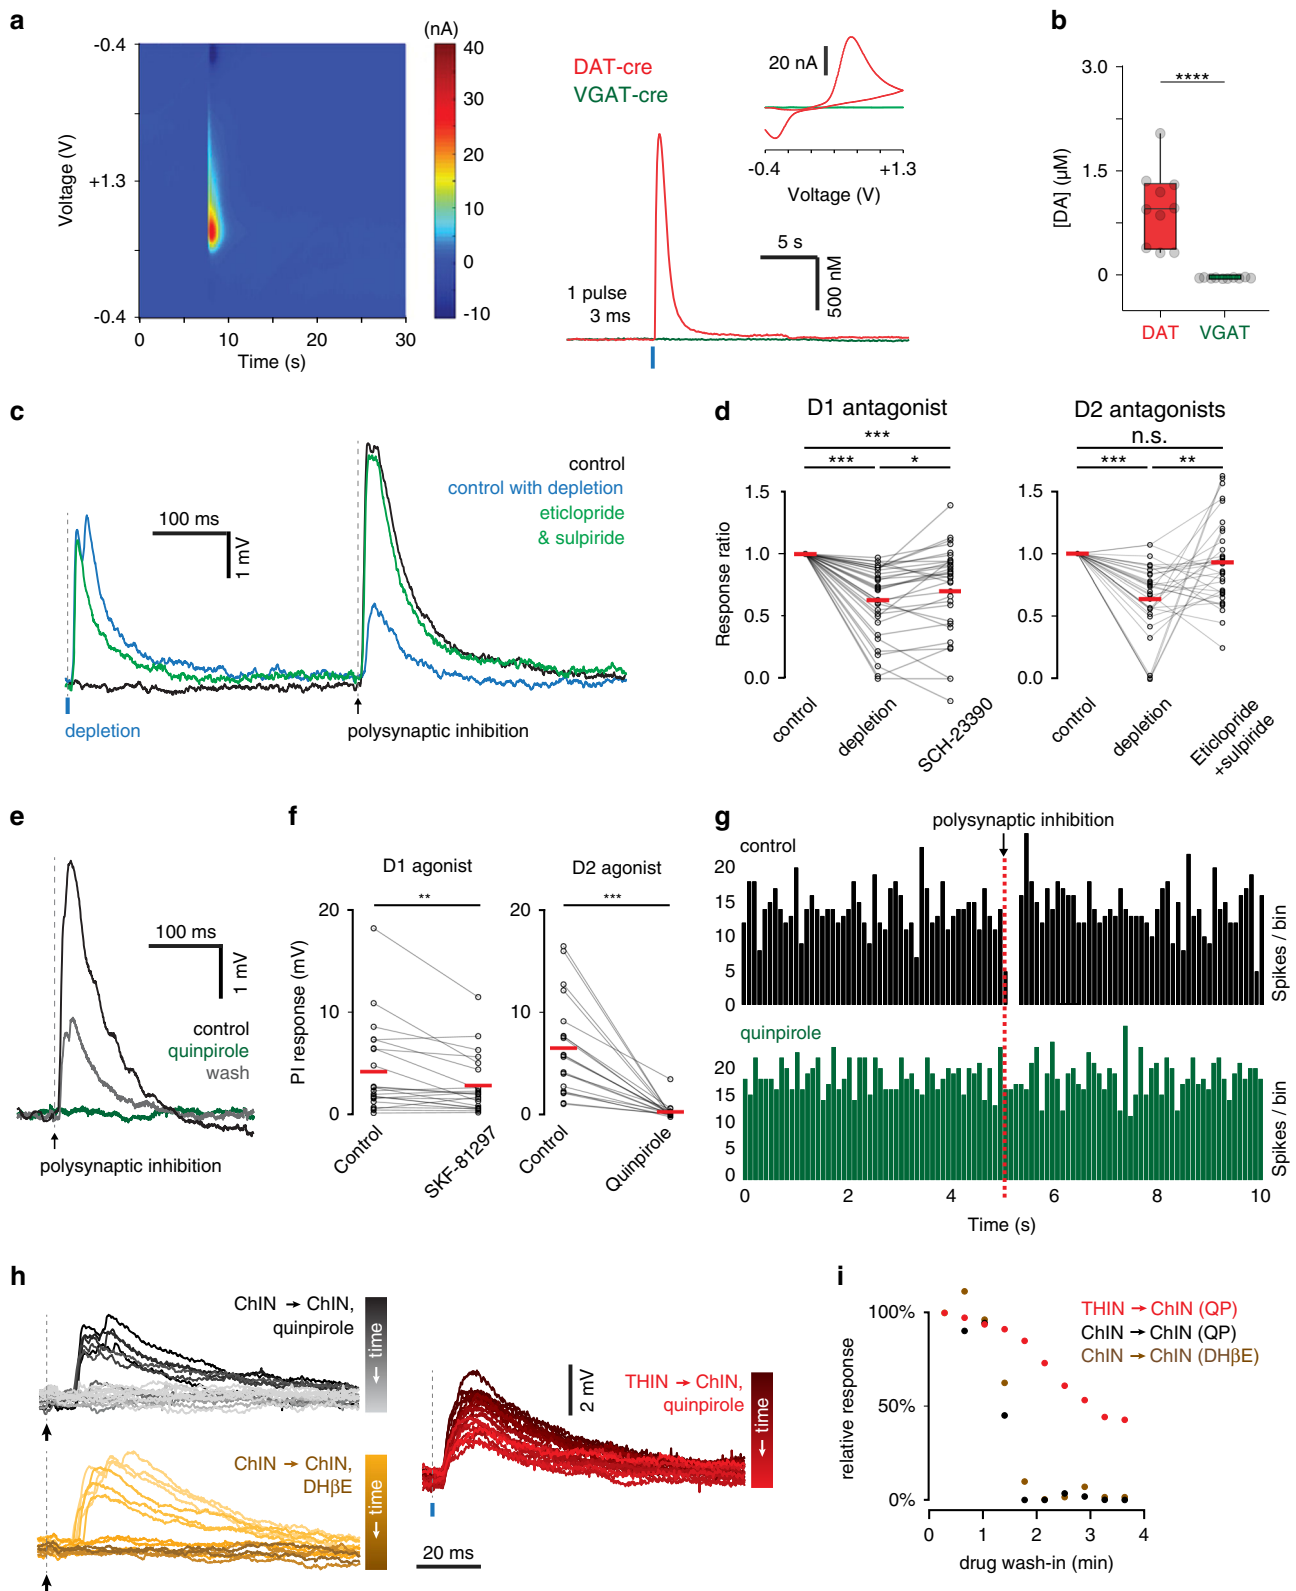 a
(nA)
-0.4
+1.3
-0.4
Voltage (V)
0
10
20
30
Time (s)
40
30
20
10
0
-10
DAT-cre
VGAT-cre
20 nA
-0.4
+1.3
Voltage (V)
5 s
500 nM
1 pulse
3 ms
b
3.0
1.5
0
[DA] (µM)
****
DAT
VGAT
c
control
control with depletion
eticlopride
& sulpiride
100 ms
1 mV
depletion
polysynaptic inhibition
d
D1 antagonist
***
***
*
1.5
1.0
0.5
0.0
Response ratio
control
depletion
SCH-23390
D2 antagonists
n.s.
***
**
1.5
1.0
0.5
0.0
control
depletion
Eticlopride
+sulpiride
e
100 ms
1 mV
control
quinpirole
wash
polysynaptic inhibition
f
D1 agonist
**
20
10
0
PI response (mV)
Control
SKF-81297
D2 agonist
***
20
10
0
Control
Quinpirole
g
polysynaptic inhibition
control
20
15
10
5
0
Spikes / bin
quinpirole
20
15
10
5
0
Spikes / bin
0
2
4
6
8
10
Time (s)
h
ChIN → ChIN,
quinpirole
← time
ChIN → ChIN,
DHβE
← time
2 mV
THIN → ChIN,
quinpirole
← time
20 ms
i
100%
50%
0%
relative response
THIN → ChIN (QP)
ChIN → ChIN (QP)
ChIN → ChIN (DHβE)
0
1
2
3
4
drug wash-in (min)